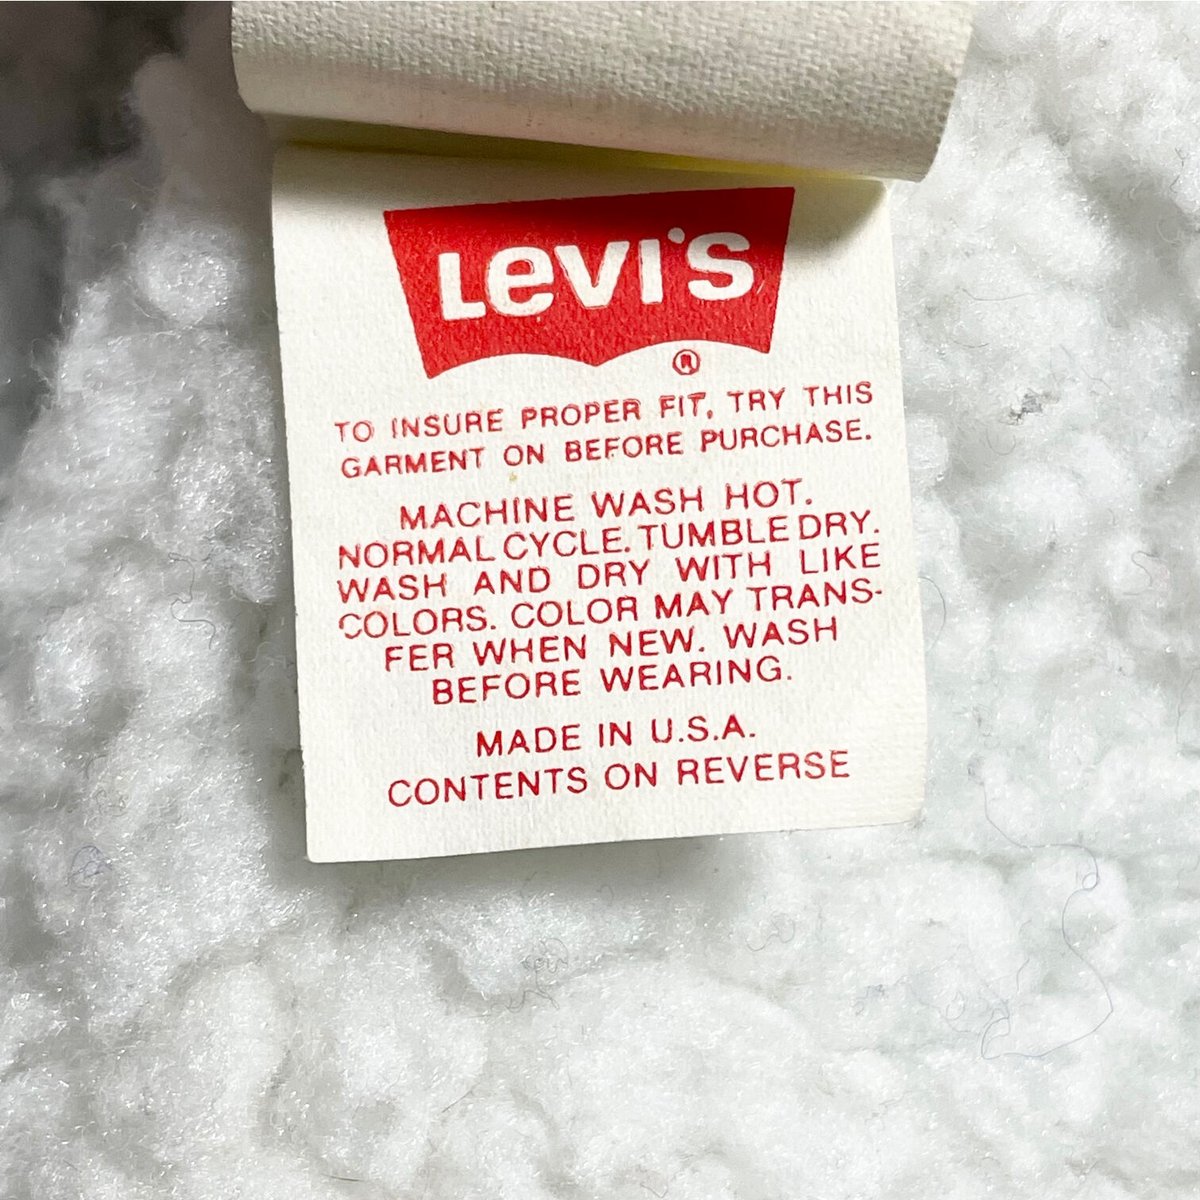 LEVI'S
®
TO INSURE PROPER FIT, TRY THIS
GARMENT ON BEFORE PURCHASE.
MACHINE WASH HOT.
NORMAL CYCLE. TUMBLE DRY.
WASH AND DRY WITH LIKE
COLORS. COLOR MAY TRANS-
FER WHEN NEW. WASH
BEFORE WEARING.
MADE IN U.S.A.
CONTENTS ON REVERSE